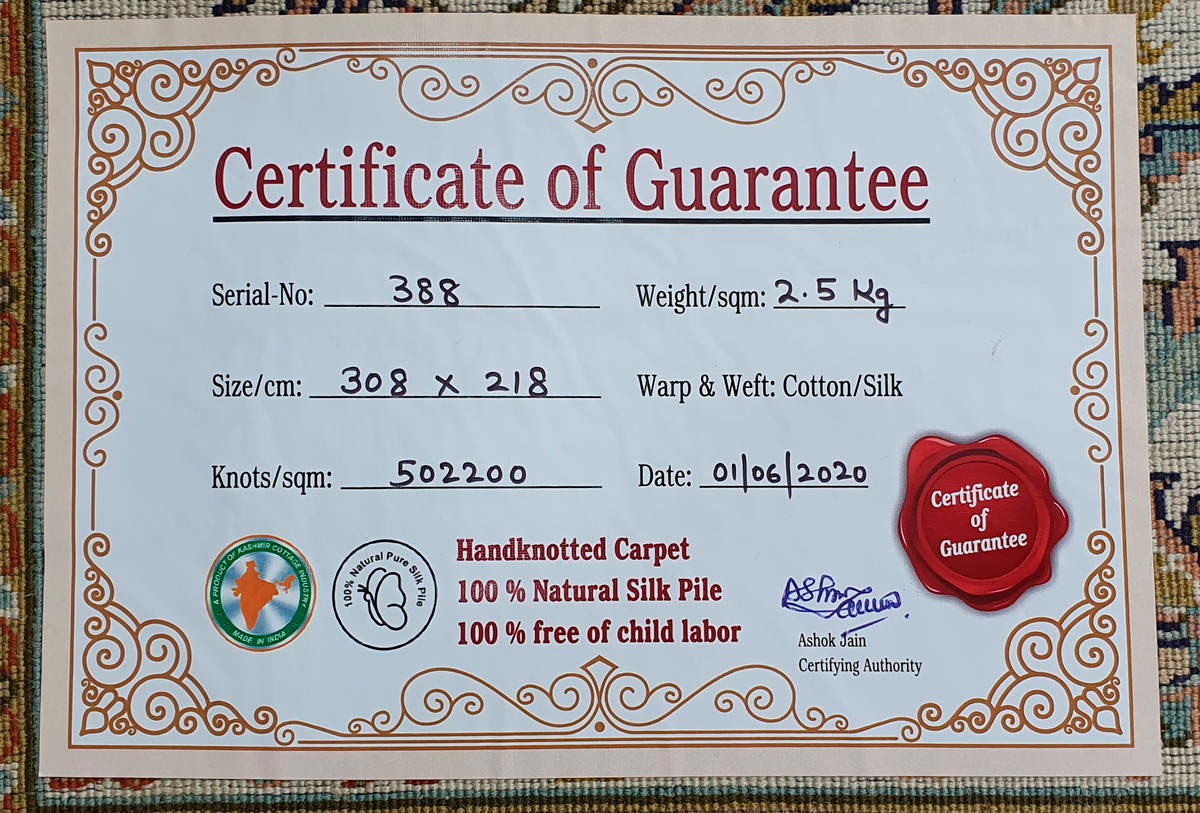 Certificate of Guarantee
Serial-No: 388
Weight/sqm: 2.5 Kg
Size/cm: 308 x 218
Warp & Weft: Cotton/Silk
Knots/sqm: 502200
Date: 01/06/2020
Certificate
of
Guarantee
A PRODUCT OF KASHMIR COTTAGE INDUSTRY
MADE IN INDIA
100% Natural Pure Silk Pile
Handknotted Carpet
100 % Natural Silk Pile
100 % free of child labor
Ashok Jain
Certifying Authority